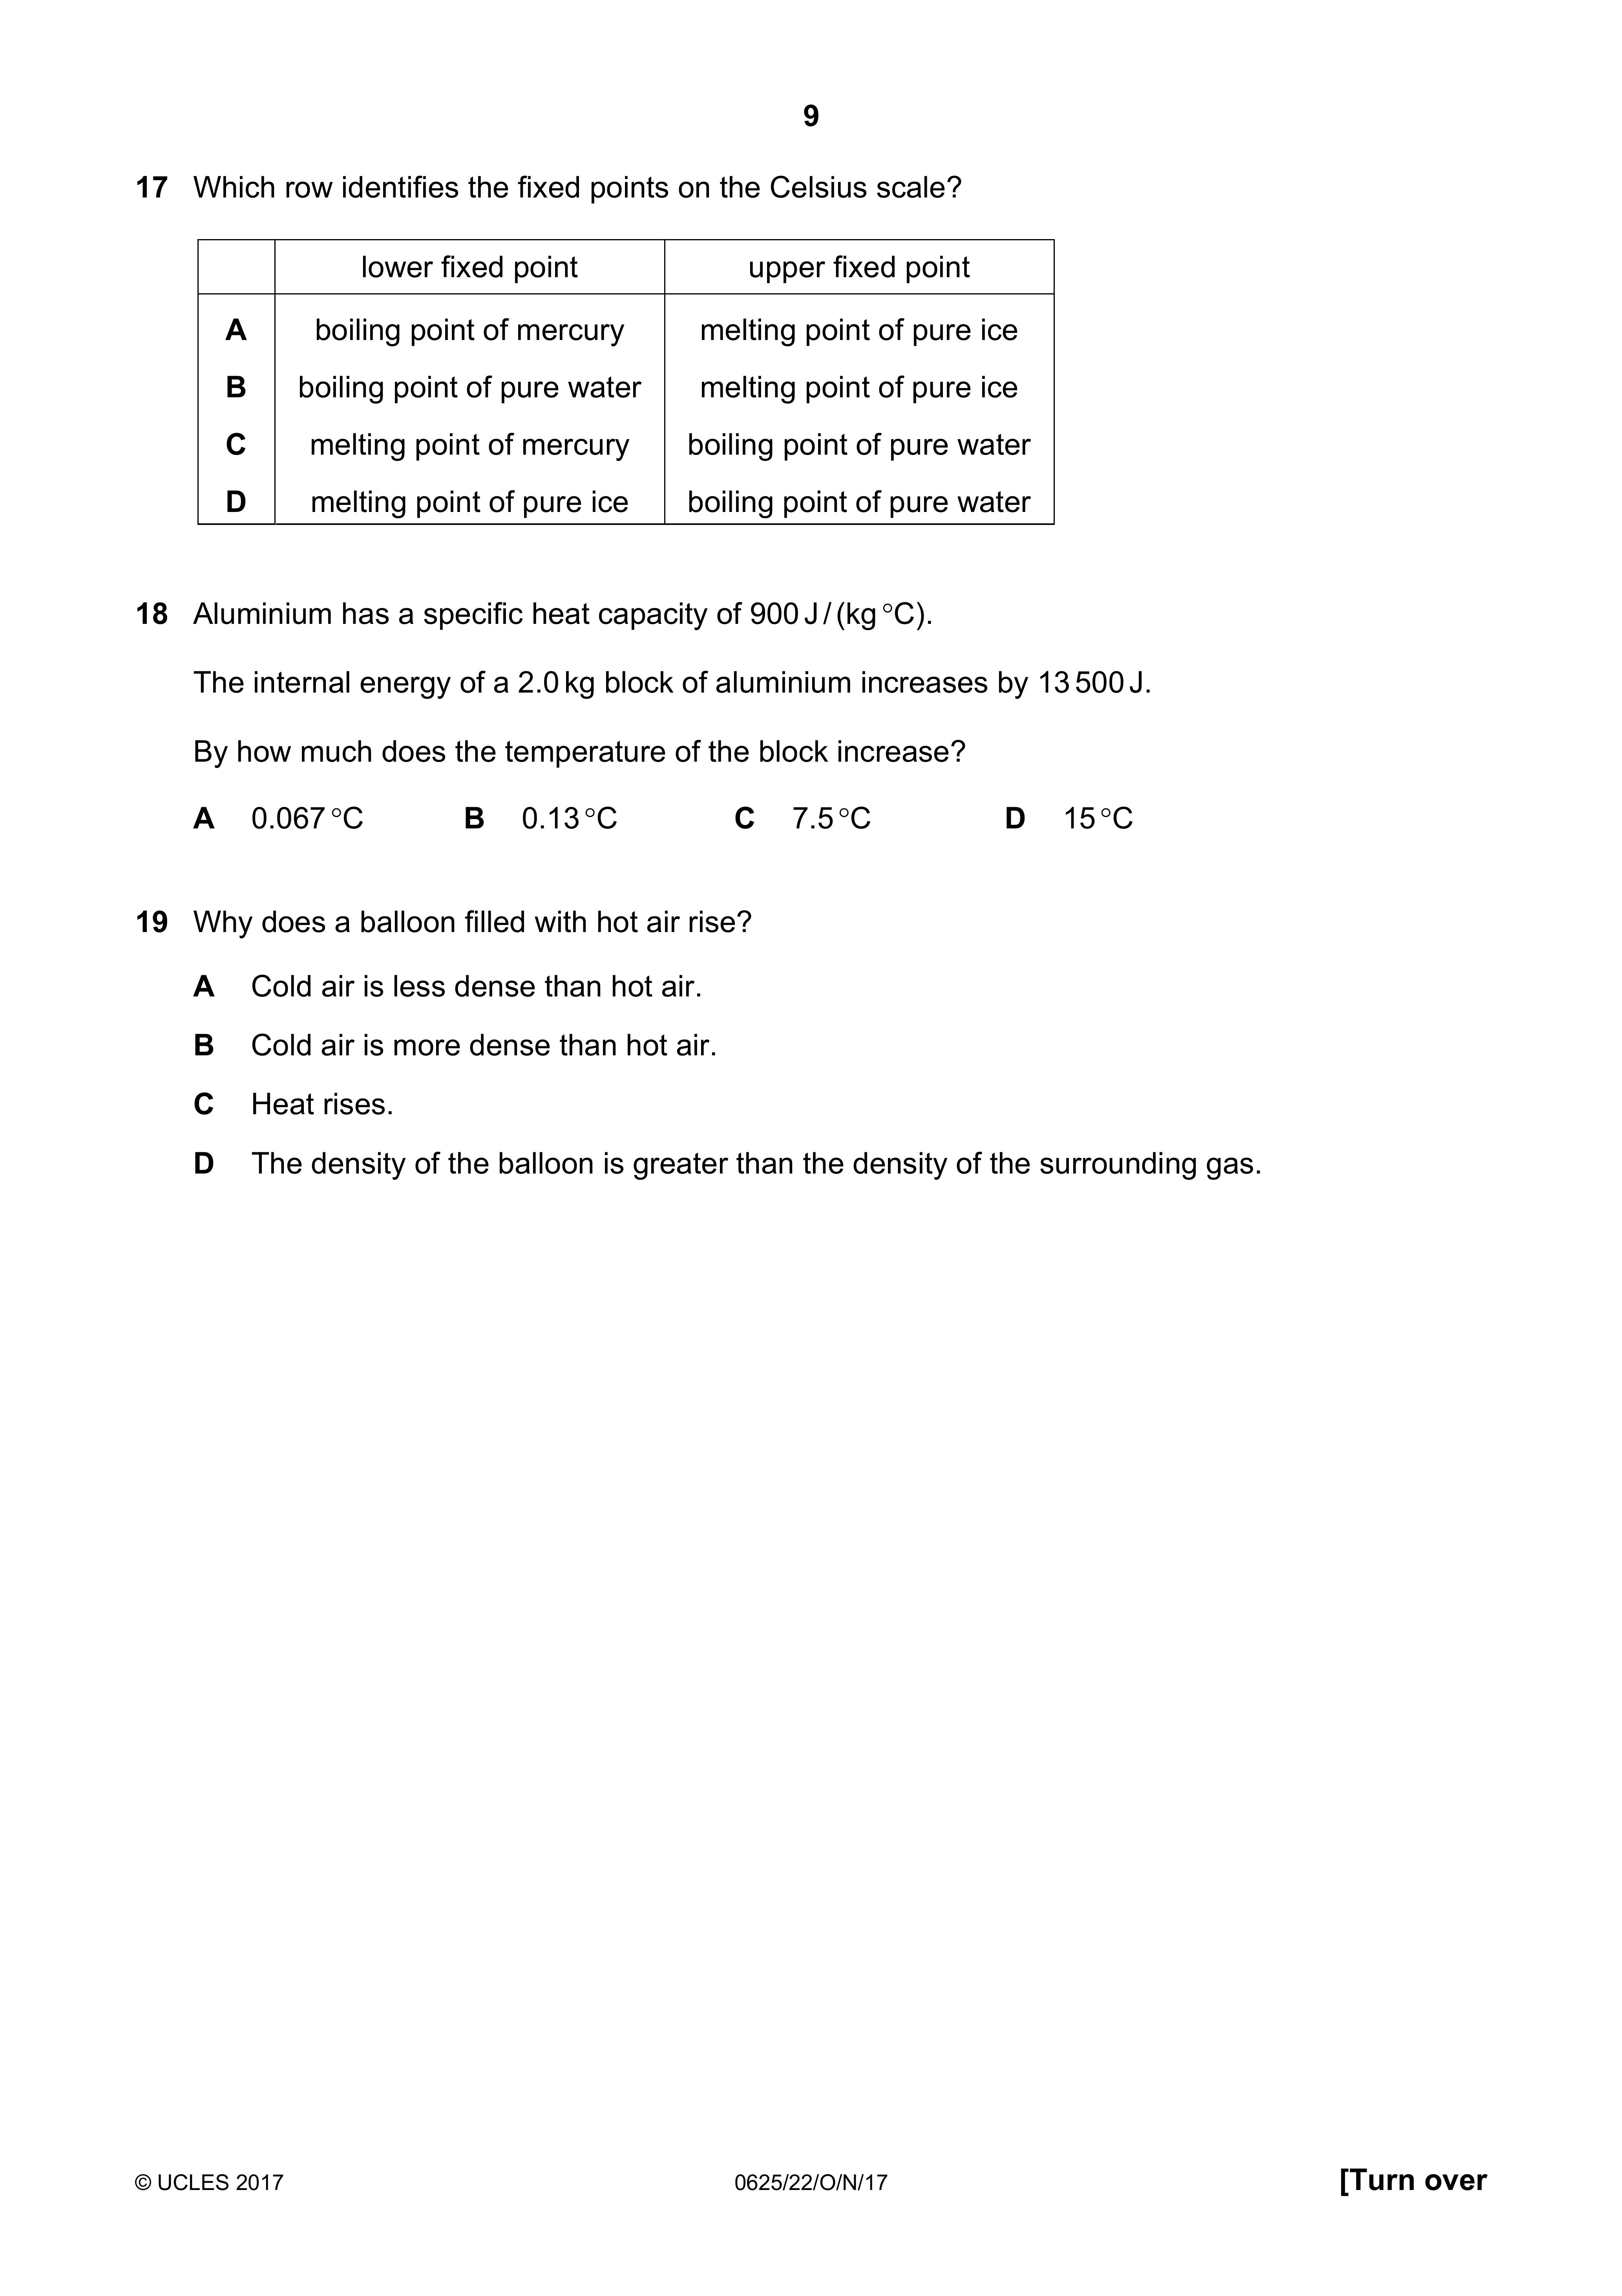 9
17 Which row identifies the fixed points on the Celsius scale?
lower fixed point upper fixed point
A boiling point of mercury melting point of pure ice
B boiling point of pure water melting point of pure ice
C melting point of mercury boiling point of pure water
D melting point of pure ice boiling point of pure water
18 Aluminium has a specific heat capacity of 900 J / (kg °C).
The internal energy of a 2.0 kg block of aluminium increases by 13 500 J.
By how much does the temperature of the block increase?
A 0.067 °C B 0.13 °C C 7.5 °C D 15 °C
19 Why does a balloon filled with hot air rise?
A Cold air is less dense than hot air.
B Cold air is more dense than hot air.
C Heat rises.
D The density of the balloon is greater than the density of the surrounding gas.
© UCLES 2017 0625/22/O/N/17 [Turn over